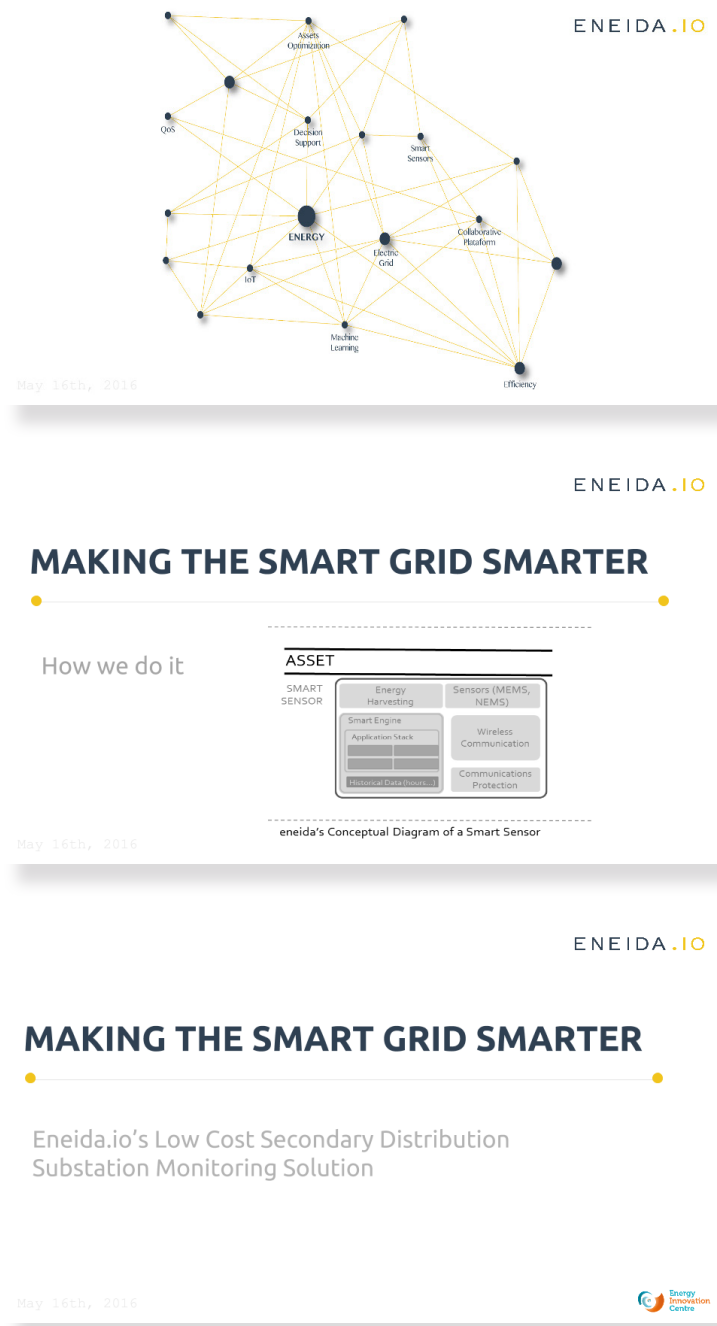 ENEIDA.IO
Assets
Optimization
QoS
Decision
Support
Smart
Sensors
ENERGY
Collaborative
Plataform
Electric
Grid
IoT
Machine
Learning
Efficiency
May 16th, 2016
ENEIDA.IO
MAKING THE SMART GRID SMARTER
How we do it
ASSET
SMART
SENSOR
Energy
Harvesting
Sensors (MEMS,
NEMS)
Smart Engine
Application Stack
Historical Data (hours...)
Wireless
Communication
Communications
Protection
eneida's Conceptual Diagram of a Smart Sensor
May 16th, 2016
ENEIDA.IO
MAKING THE SMART GRID SMARTER
Eneida.io's Low Cost Secondary Distribution
Substation Monitoring Solution
May 16th, 2016
Energy
Innovation
Centre